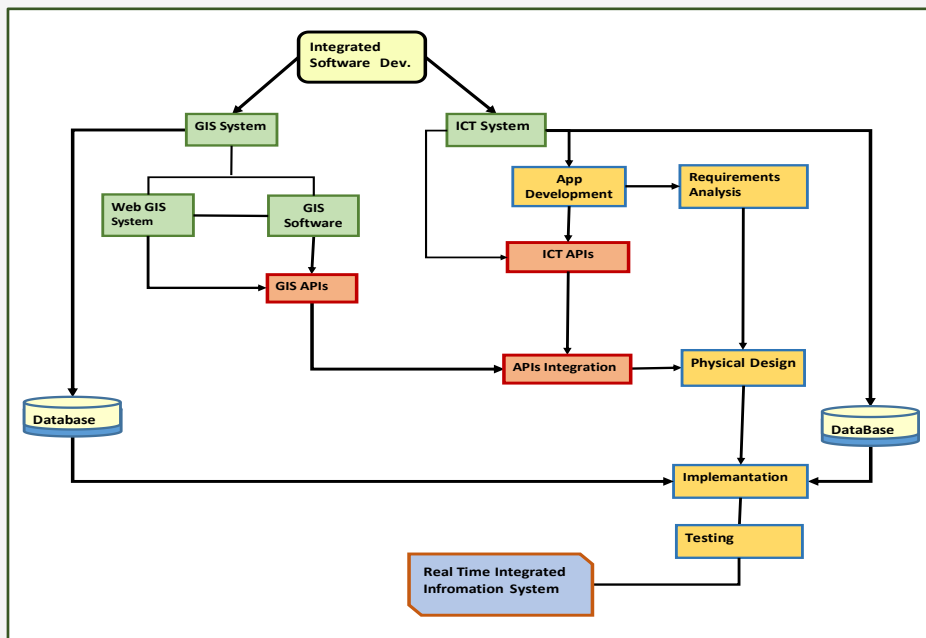 Integrated
Software Dev.
GIS System
ICT System
App
Development
Requirements
Analysis
Web GIS
System
GIS
Software
ICT APIs
GIS APIs
APIs Integration
Physical Design
Database
DataBase
Implemantation
Testing
Real Time Integrated
Infromation System